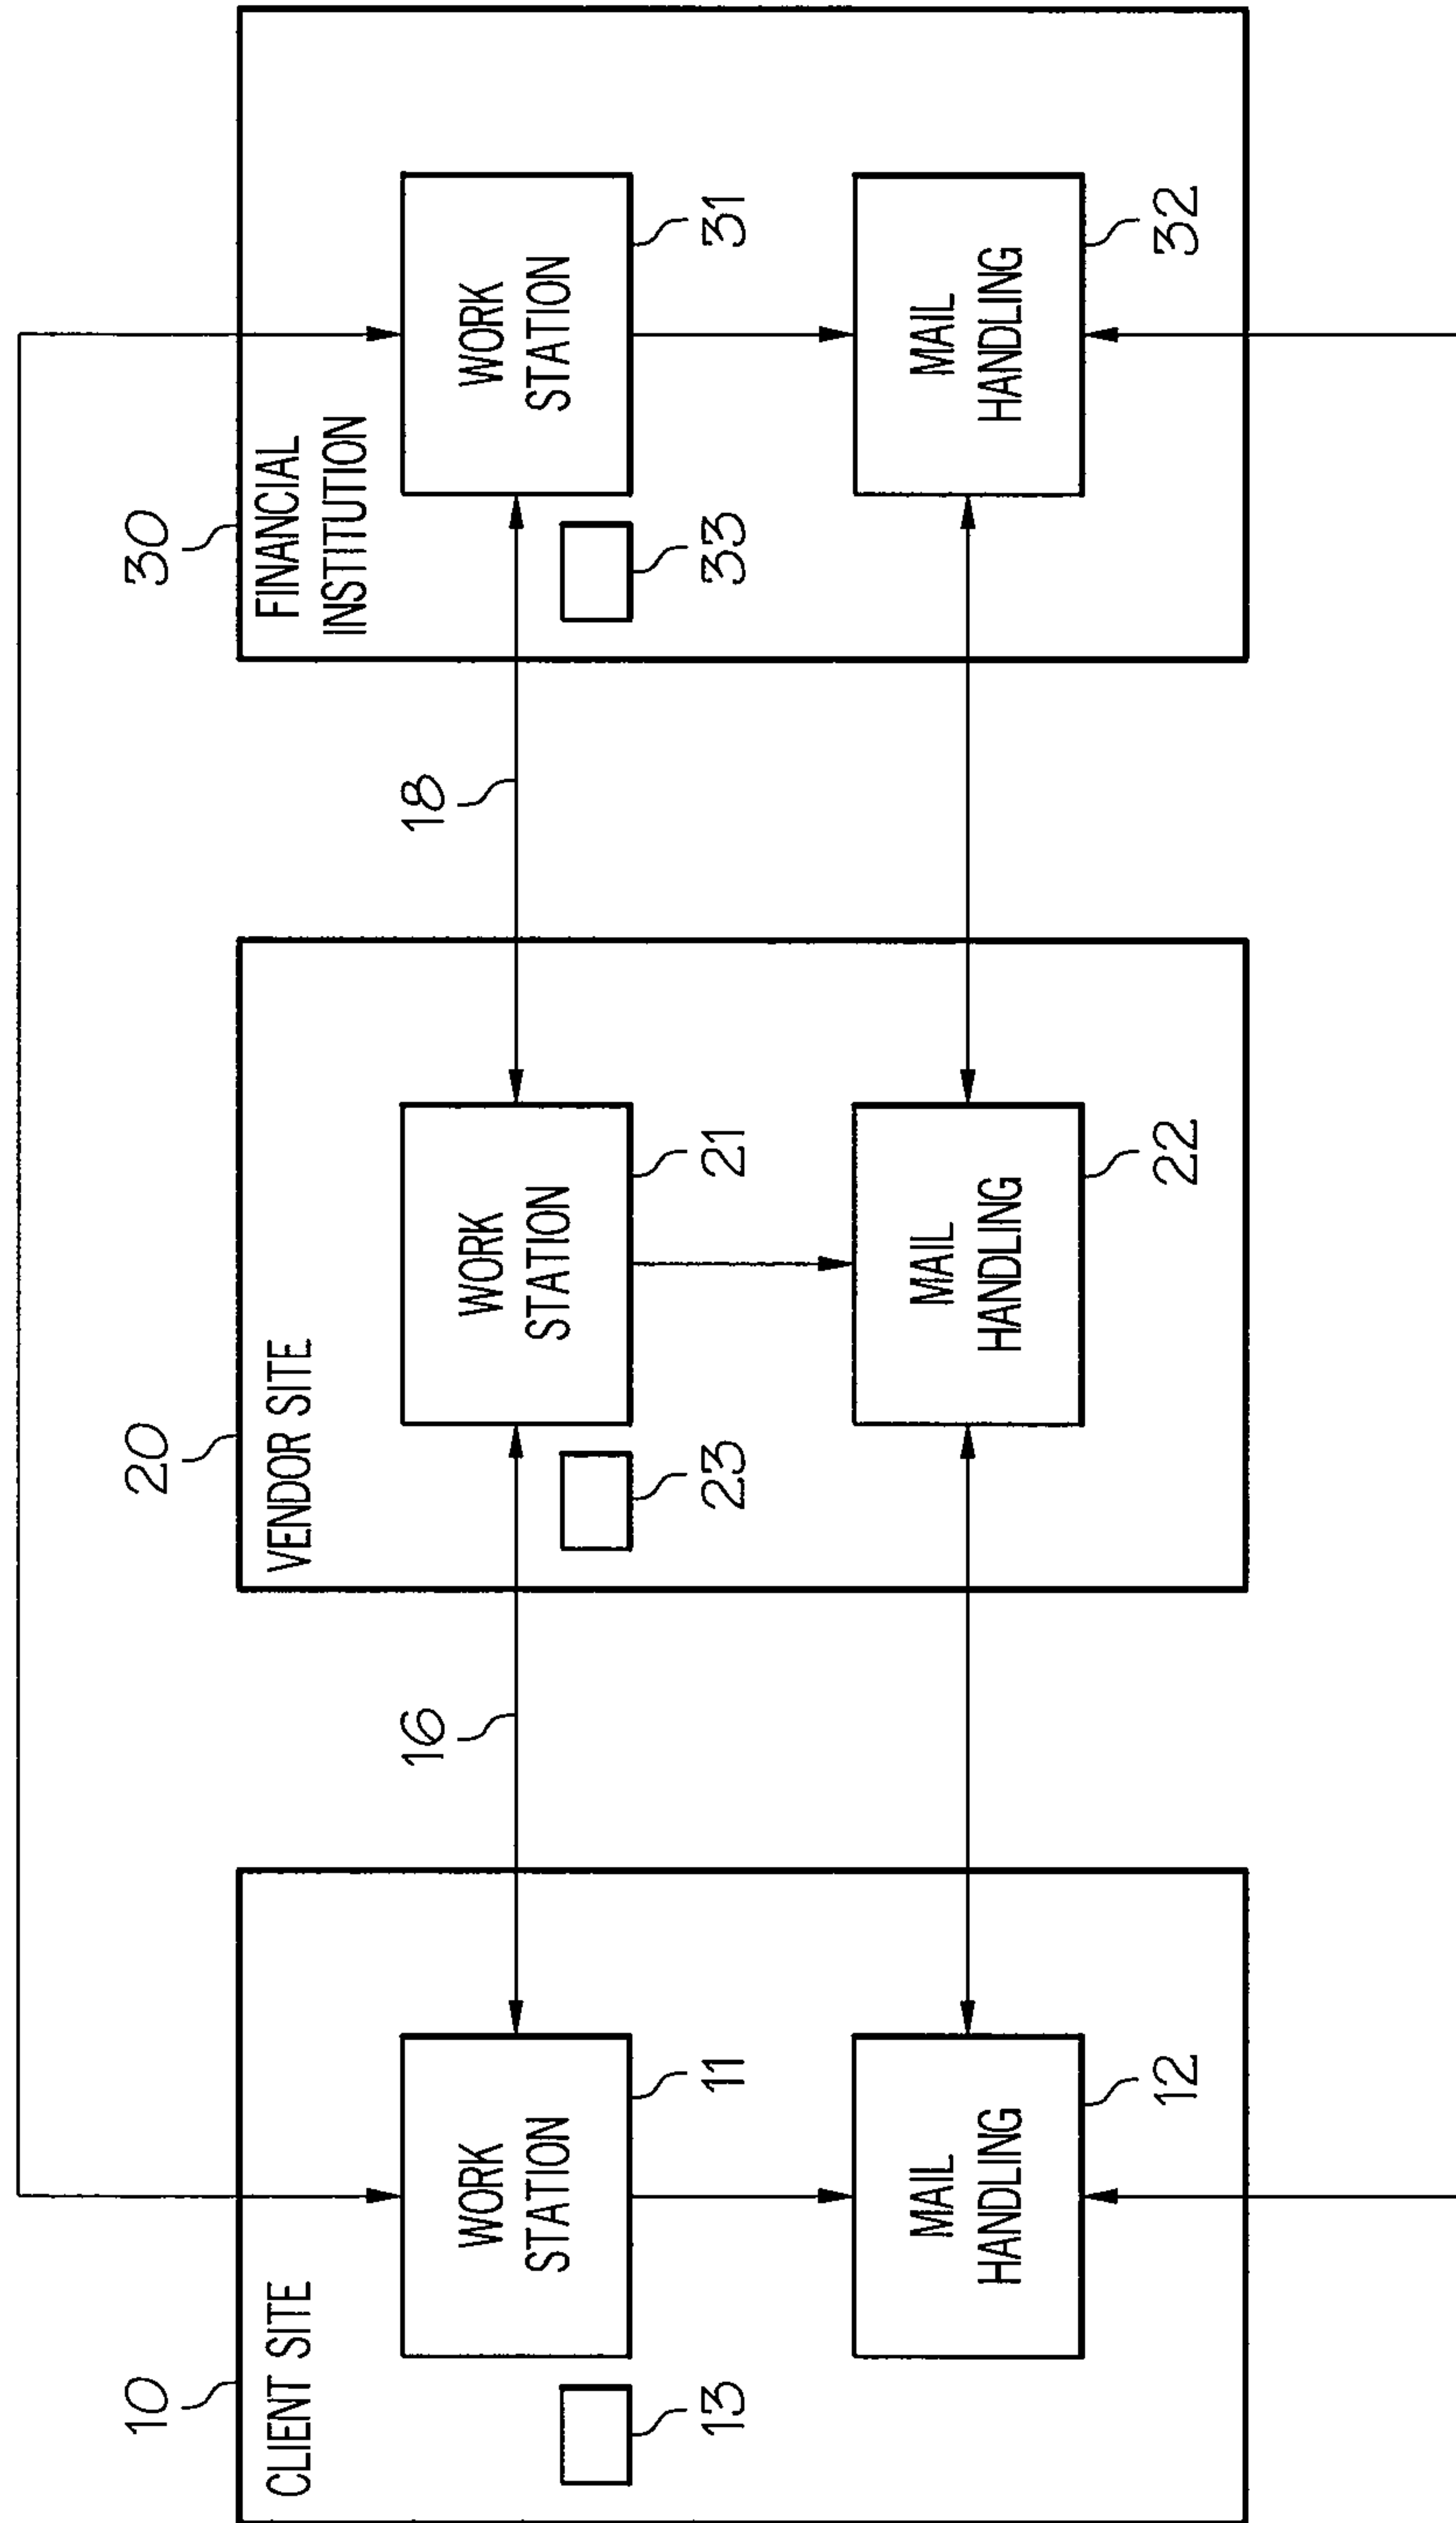 10
CLIENT SITE
WORK
STATION
11
13
MAIL
HANDLING
12
16
20
VENDOR SITE
WORK
STATION
21
23
MAIL
HANDLING
22
18
30
FINANCIAL
INSTITUTION
WORK
STATION
31
33
MAIL
HANDLING
32